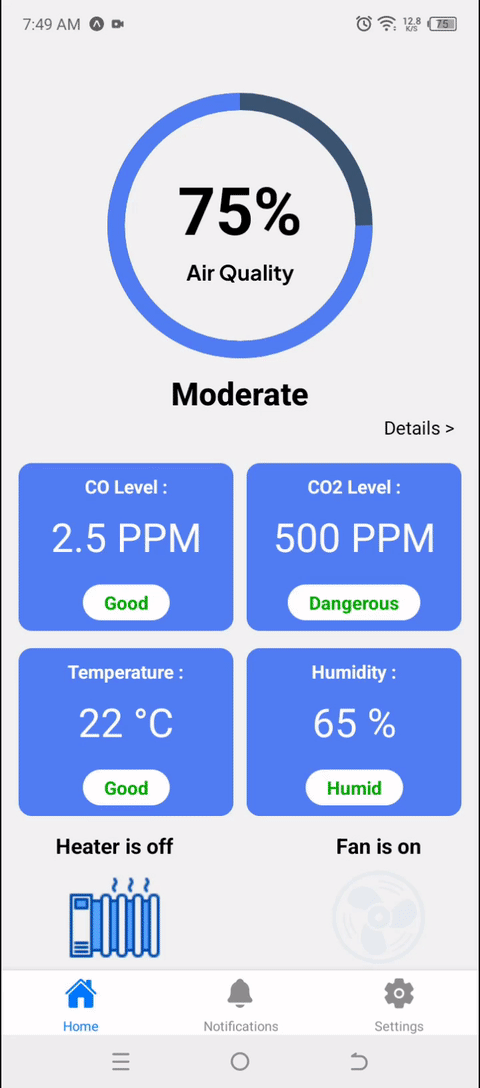 7:49 AM
12.8
K/S
75
75%
Air Quality
Moderate
Details >
CO Level :
CO2 Level :
2.5 PPM
500 PPM
Good
Dangerous
Temperature :
Humidity :
22 °C
65 %
Good
Humid
Heater is off
Fan is on
Home
Notifications
Settings